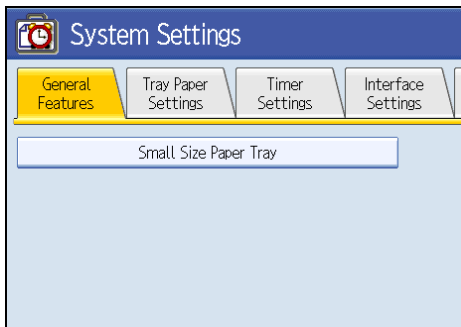 System Settings
General
Features
Tray Paper
Settings
Timer
Settings
Interface
Settings
Small Size Paper Tray